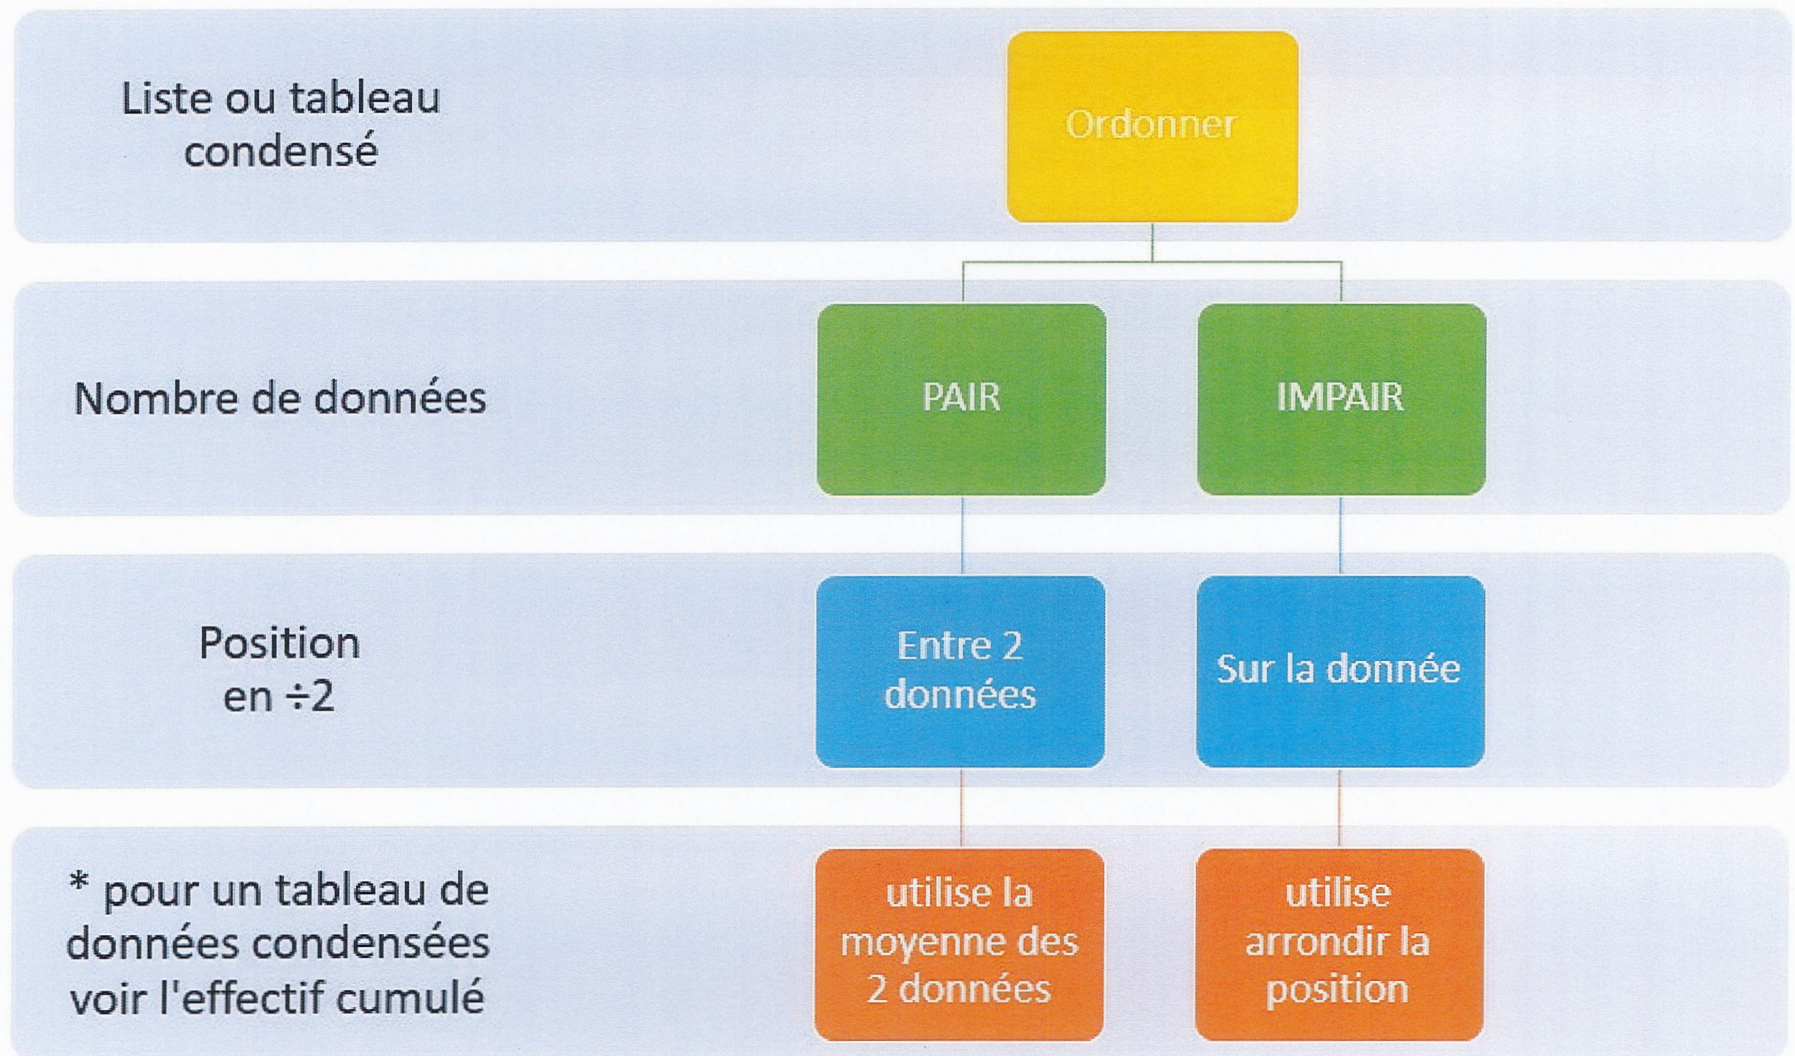 Liste ou tableau
condensé
Ordonner
Nombre de données
PAIR
IMPAIR
Position
en ÷2
Entre 2
données
Sur la donnée
* pour un tableau de
données condensées
voir l'effectif cumulé
utilise la
moyenne des
2 données
utilise
arrondir la
position